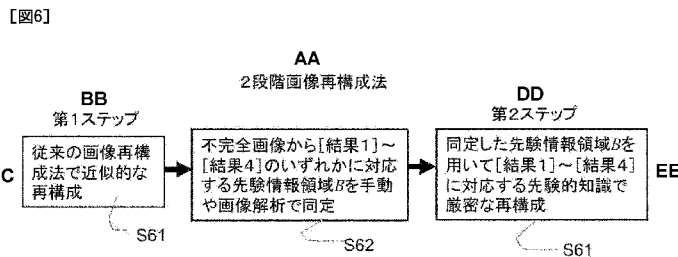 [図6]
AA
2段階画像再構成法
BB
第1ステップ
DD
第2ステップ
C
従来の画像再構
成法で近似的な
再構成
不完全画像から[結果1]～
[結果4]のいずれかに対応
する先験情報領域Bを手動
や画像解析で同定
同定した先験情報領域Bを
用いて[結果1]～[結果4]
に対応する先験的知識で
厳密な再構成
EE
S61
S62
S61